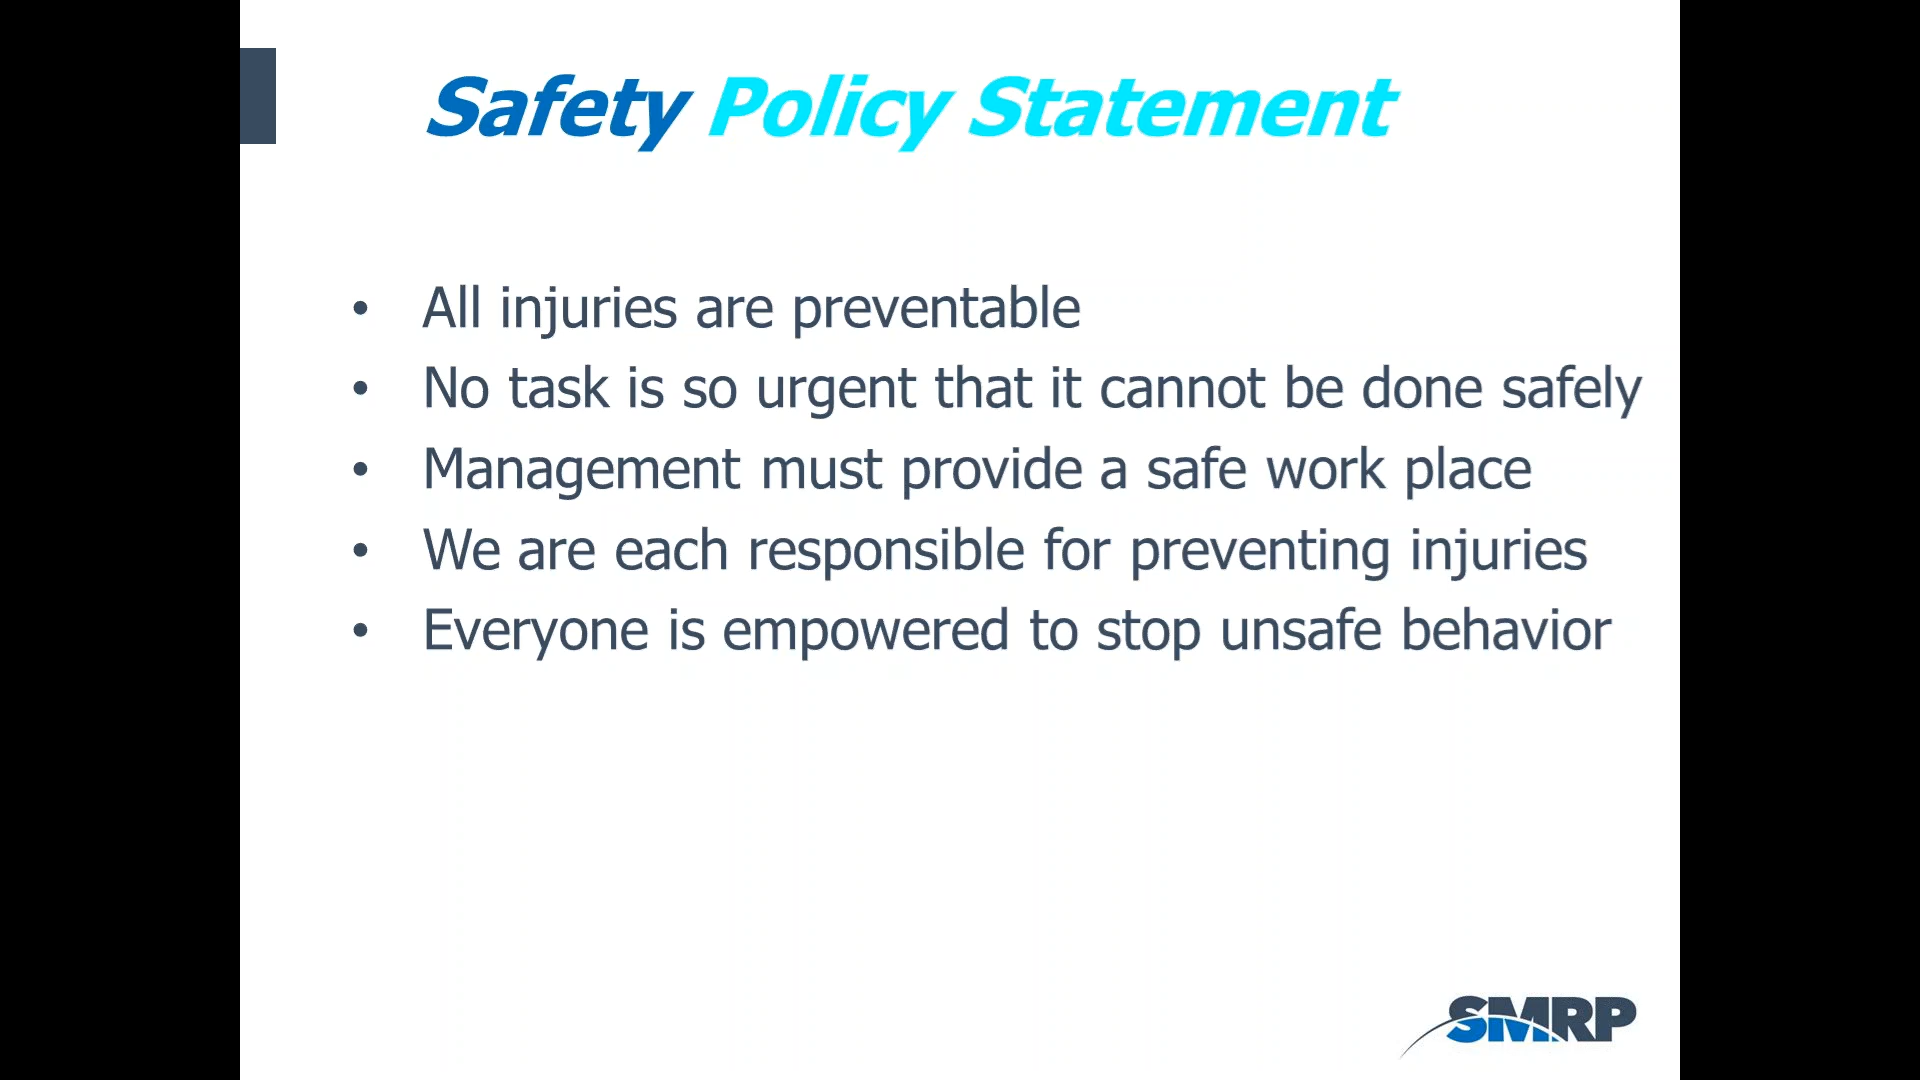 Safety Policy Statement
• All injuries are preventable
• No task is so urgent that it cannot be done safely
• Management must provide a safe work place
• We are each responsible for preventing injuries
• Everyone is empowered to stop unsafe behavior
SMRP